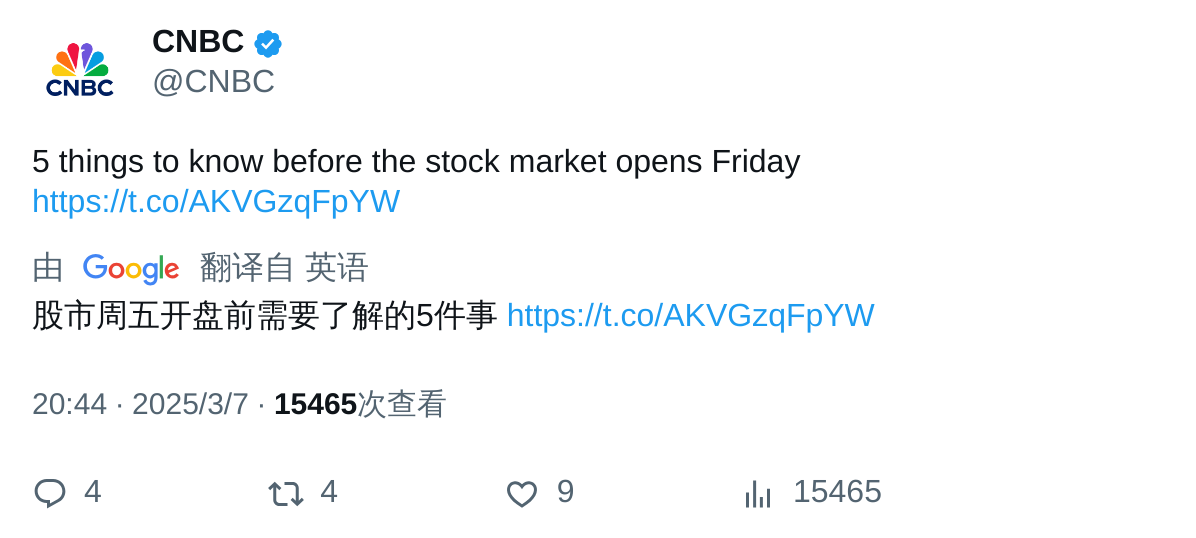 CNBC
CNBC
@CNBC
5 things to know before the stock market opens Friday
https://t.co/AKVGzqFpYW
由 Google 翻译自 英语
股市周五开盘前需要了解的5件事 https://t.co/AKVGzqFpYW
20:44 · 2025/3/7 · 15465次查看
4 4 9 15465